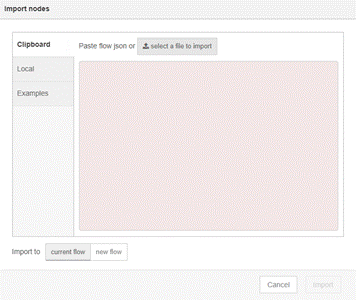 Import nodes
Clipboard
Paste flow json or select a file to import
Local
Examples
Import to current flow new flow
Cancel Import